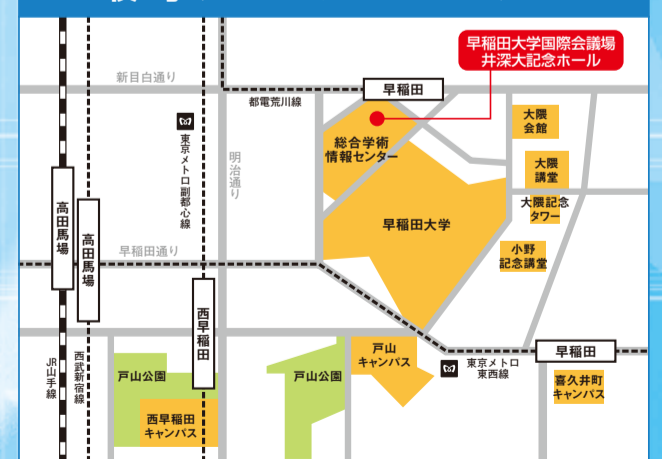 早稲田大学国際会議場
井深大記念ホール
新目白通り
早稲田
都電荒川線
大隈
会館
東京メトロ副都心線
明治通り
総合学術
情報センター
大隈
講堂
高田馬場
高田馬場
早稲田大学
大隈記念
タワー
早稲田通り
小野
記念講堂
西早稲田
JR山手線
西武新宿線
戸山公園
戸山公園
戸山
キャンパス
東京メトロ
東西線
早稲田
喜久井町
キャンパス
西早稲田
キャンパス